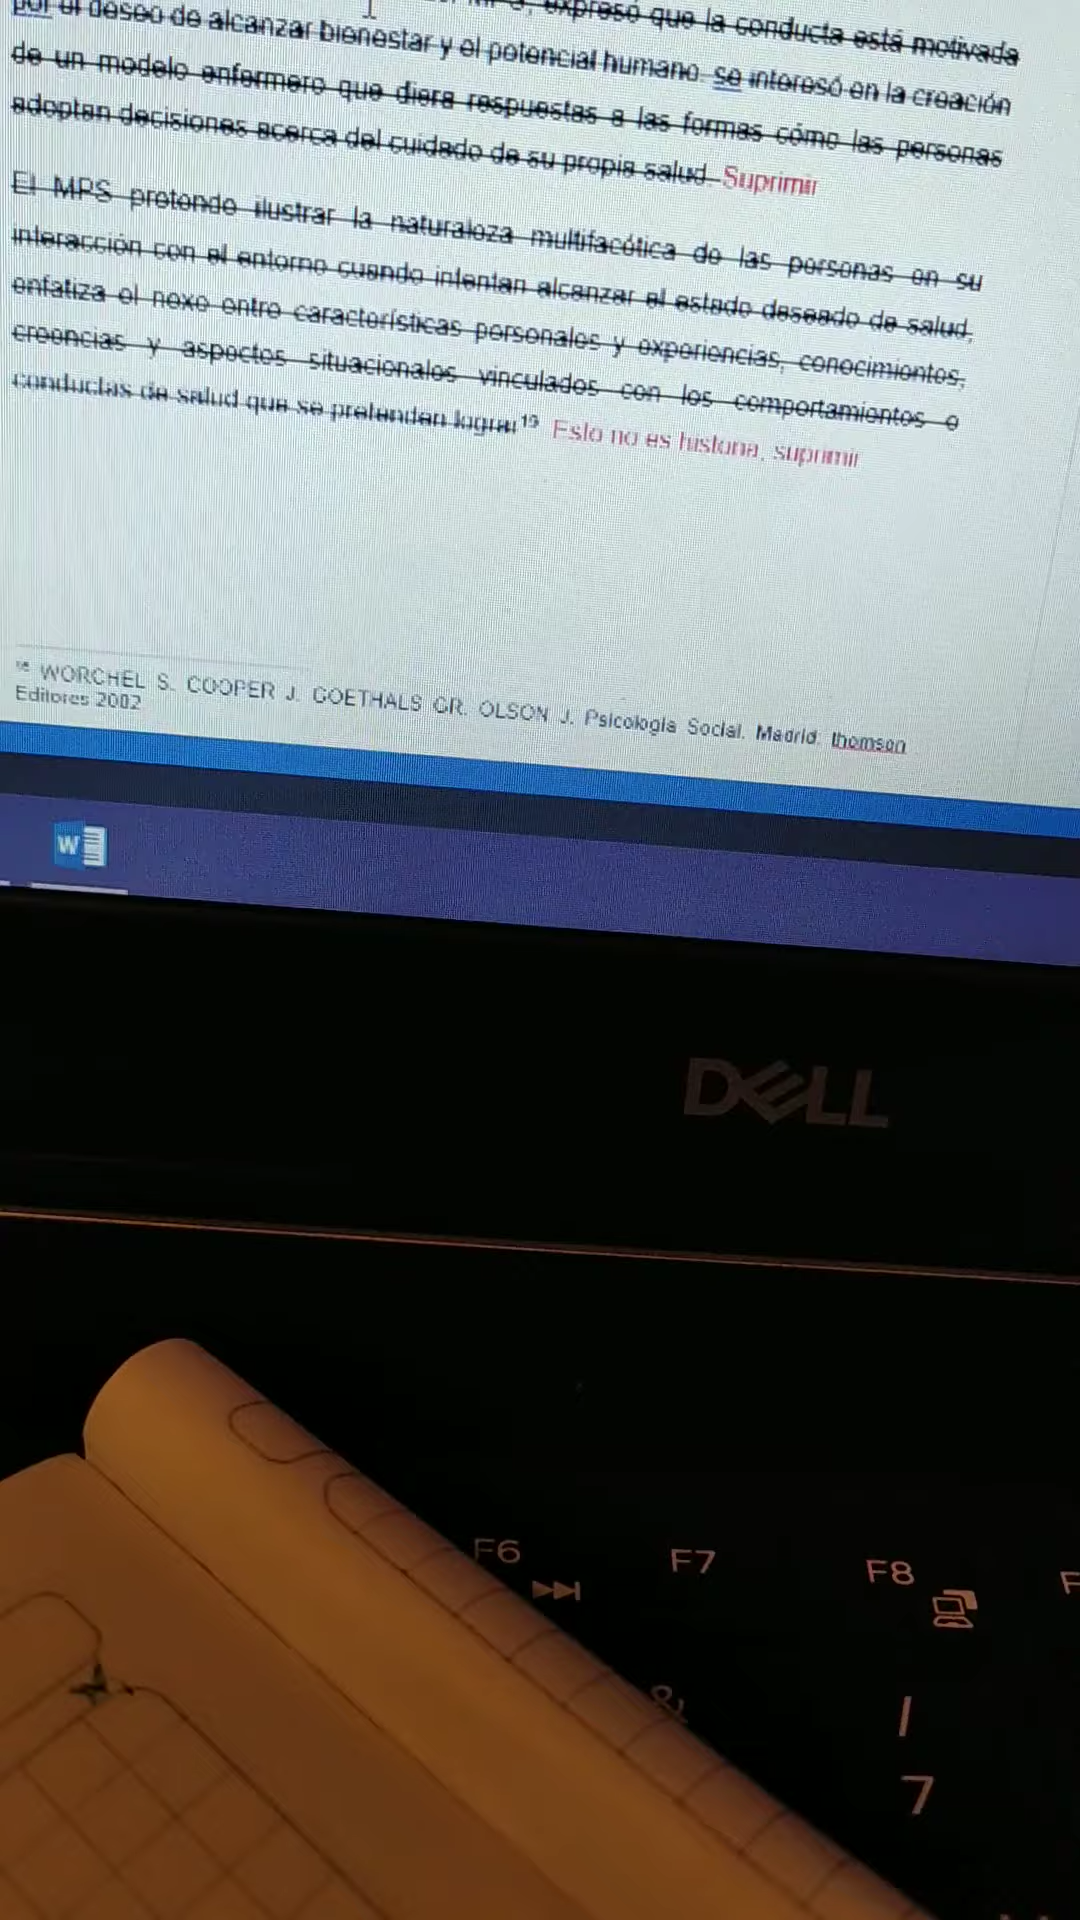 expresó que la conducta está motivada
por el deseo de alcanzar bienestar y el potencial humano. se interesó en la creación
de un modelo enfermero que diera respuestas a las formas cómo las personas
adoptan decisiones acerca del cuidado de su propia salud. Suprimir
El MPS pretende ilustrar la naturaleza multifacética de las personas en su
interacción con el entorno cuando intentan alcanzar el estado deseado de salud,
enfatiza el nexo entre características personales y experiencias, conocimientos,
creencias y aspectos situacionales vinculados con los comportamientos o
conductas de salud que se pretenden lograr 19 Esto no es historia, suprimir
WORCHEL S. COOPER J. GOETHALS GR. OLSON J. Psicología Social. Madrid: thomson
Editores 2002
W
DELL
F6 F7 F8 F
&
7